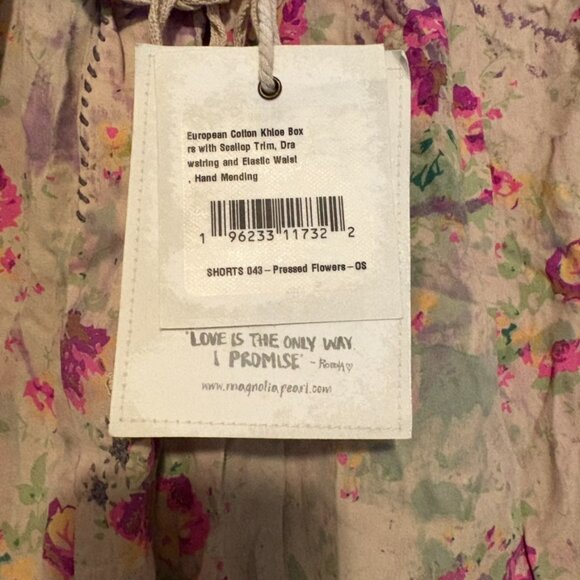 European Cotton Khloe Box
rs with Scallop Trim, Dra
wstring and Elastic Waist
, Hand Mending
1 96233 11732 2
SHORTS 043-Pressed Flowers-OS
"LOVE IS THE ONLY WAY,
I PROMISE" -
www.magnoliapearl.com